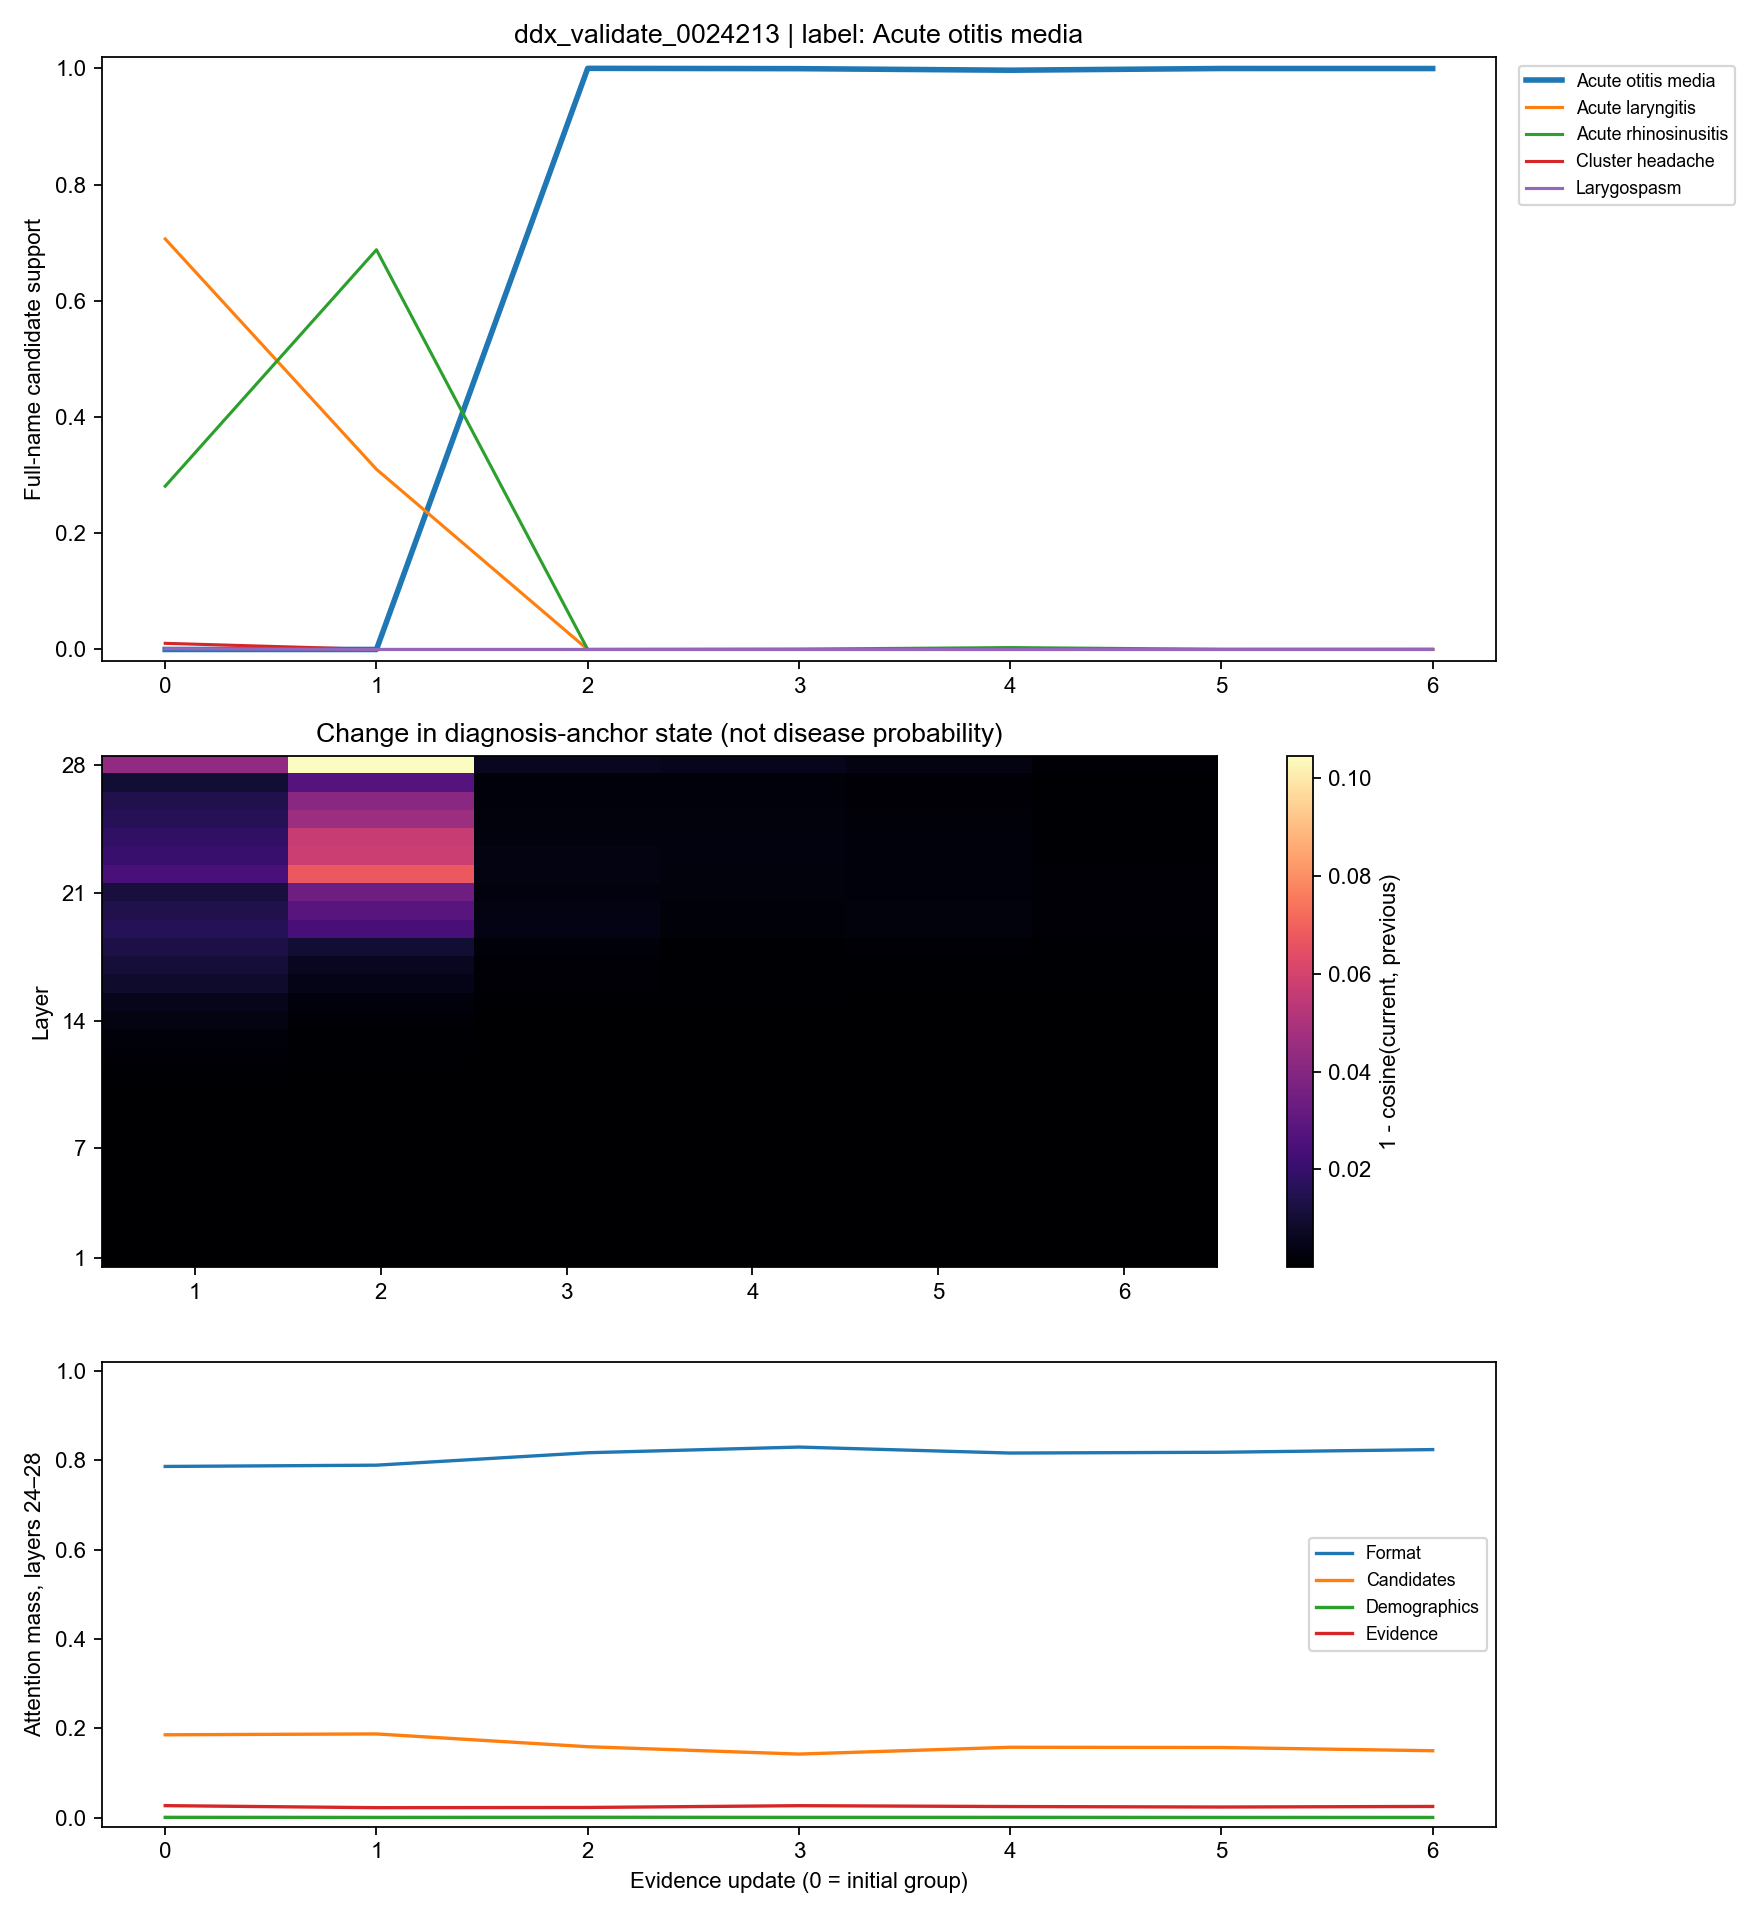 ddx_validate_0024213 | label: Acute otitis media
Full-name candidate support
1.0
0.8
0.6
0.4
0.2
0.0
0 1 2 3 4 5 6
Acute otitis media
Acute laryngitis
Acute rhinosinusitis
Cluster headache
Larygospasm
Change in diagnosis-anchor state (not disease probability)
Layer
28
21
14
7
1
1 2 3 4 5 6
0.10
0.08
0.06
0.04
0.02
1 - cosine(current, previous)
Attention mass, layers 24–28
1.0
0.8
0.6
0.4
0.2
0.0
Format
Candidates
Demographics
Evidence
0 1 2 3 4 5 6
Evidence update (0 = initial group)